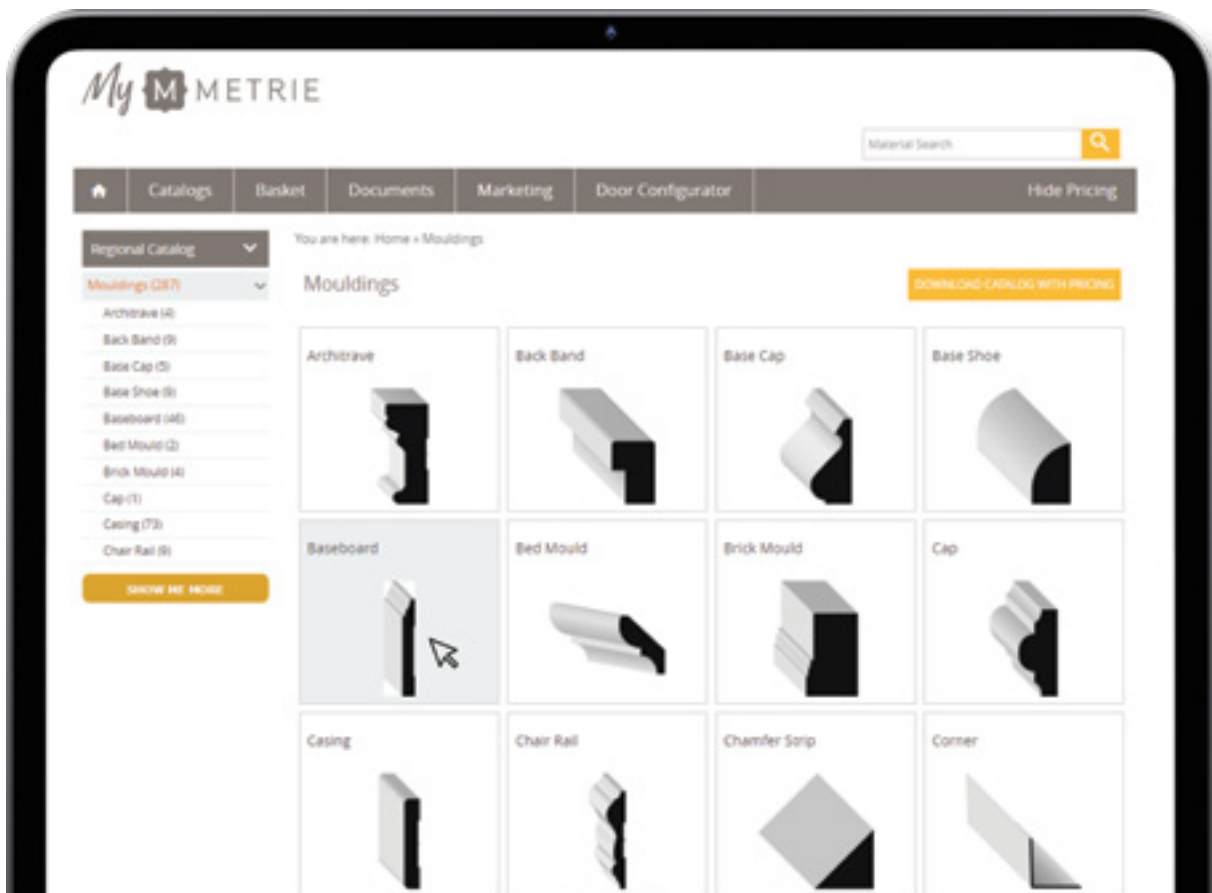 My M METRIE
Material Search
Catalogs Basket Documents Marketing Door Configurator Hide Pricing
Regional Catalog
You are here: Home » Mouldings
Mouldings (287)
Architrave (4)
Back Band (9)
Base Cap (5)
Base Shoe (9)
Baseboard (46)
Bed Mould (2)
Brick Mould (4)
Cap (1)
Casing (73)
Chair Rail (9)
SHOW ME MORE
Mouldings
DOWNLOAD CATALOG WITH PRICING
Architrave Back Band Base Cap Base Shoe
Baseboard Bed Mould Brick Mould Cap
Casing Chair Rail Chamfer Strip Corner